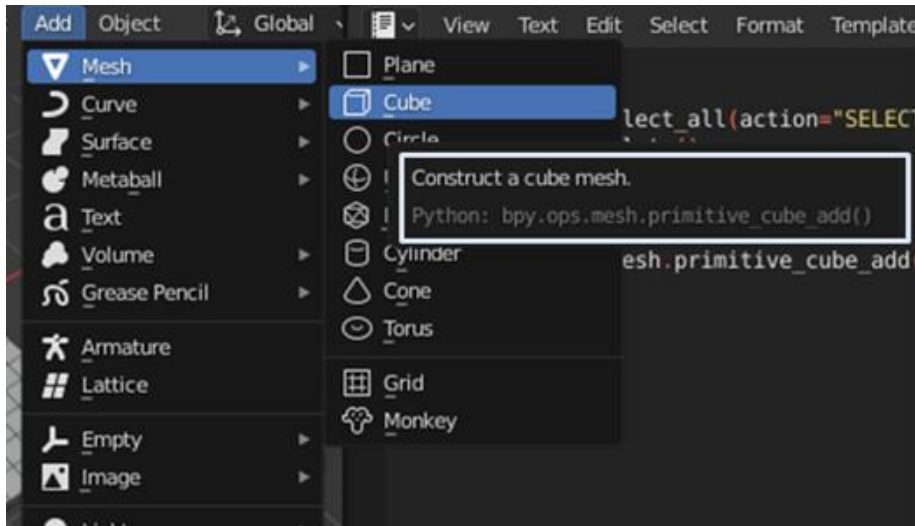 Add Object Global View Text Edit Select Format Template
Mesh
Curve
Surface
Metaball
Text
Volume
Grease Pencil
Armature
Lattice
Empty
Image
Plane
Cube
Circle
Cylinder
Cone
Torus
Grid
Monkey
Construct a cube mesh.
Python: bpy.ops.mesh.primitive_cube_add()
lect_all(action="SELECT
esh.primitive_cube_add(